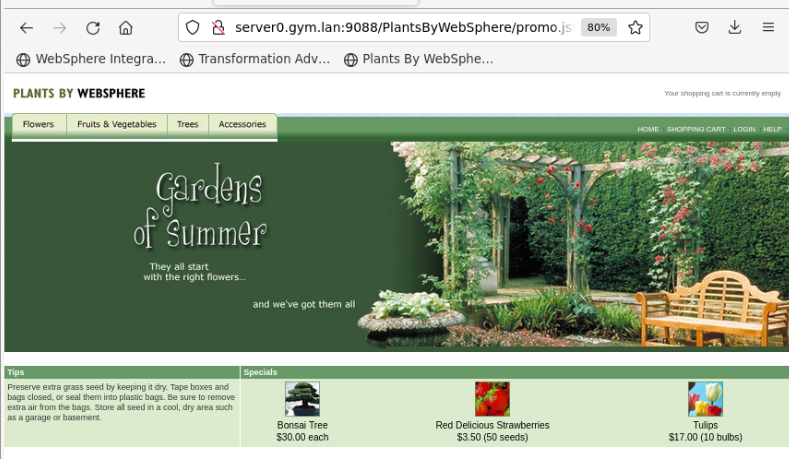 server0.gym.lan:9088/PlantsByWebSphere/promo.js
80%
WebSphere Integra...
Transformation Adv...
Plants By WebSphe...
PLANTS BY WEBSPHERE
Your shopping cart is currently empty
Flowers
Fruits & Vegetables
Trees
Accessories
HOME : SHOPPING CART : LOGIN : HELP
Gardens
of Summer
They all start
with the right flowers...
and we've got them all
Tips
Specials
Preserve extra grass seed by keeping it dry. Tape boxes and
bags closed, or seal them into plastic bags. Be sure to remove
extra air from the bags. Store all seed in a cool, dry area such
as a garage or basement.
Bonsai Tree
$30.00 each
Red Delicious Strawberries
$3.50 (50 seeds)
Tulips
$17.00 (10 bulbs)